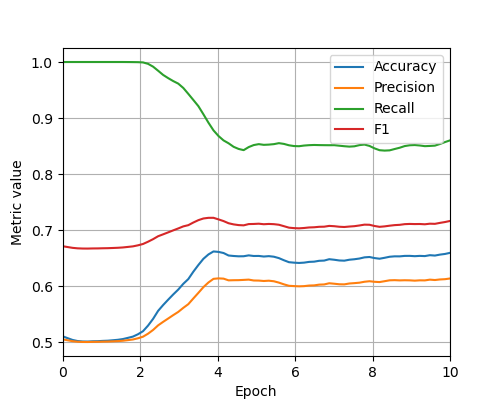 1.0
0.9
0.8
0.7
0.6
0.5
Metric value
0 2 4 6 8 10
Epoch
Accuracy
Precision
Recall
F1